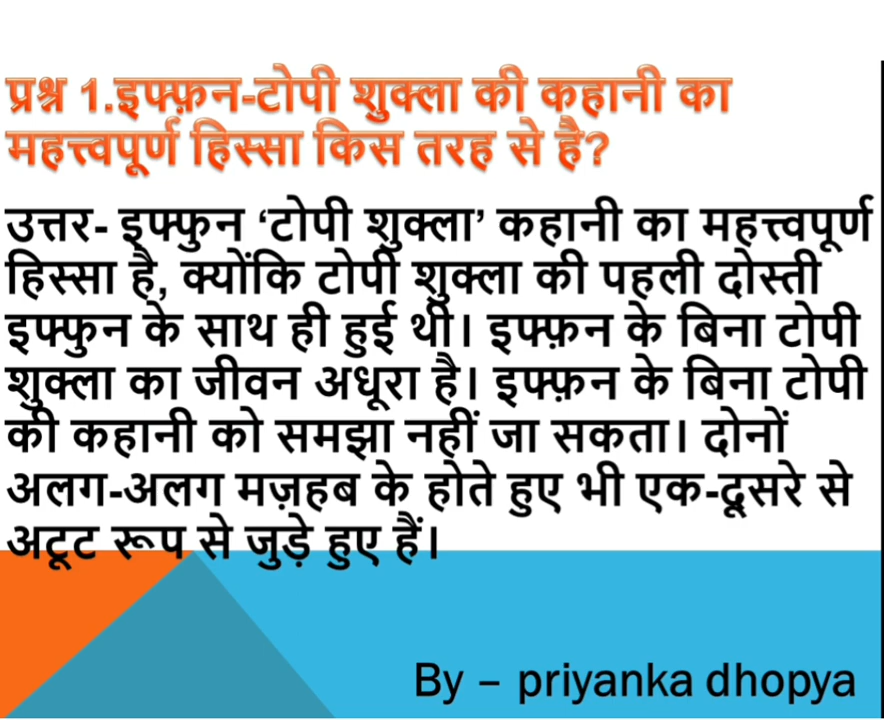 प्रश्न 1.इफ्फ़न-टोपी शुक्ला की कहानी का
महत्त्वपूर्ण हिस्सा किस तरह से है?
उत्तर- इफ्फुन ‘टोपी शुक्ला’ कहानी का महत्त्वपूर्ण
हिस्सा है, क्योंकि टोपी शुक्ला की पहली दोस्ती
इफ्फुन के साथ ही हुई थी। इफ्फ़न के बिना टोपी
शुक्ला का जीवन अधूरा है। इफ्फ़न के बिना टोपी
की कहानी को समझा नहीं जा सकता। दोनों
अलग-अलग मज़हब के होते हुए भी एक-दूसरे से
अटूट रूप से जुड़े हुए हैं।
By – priyanka dhopya